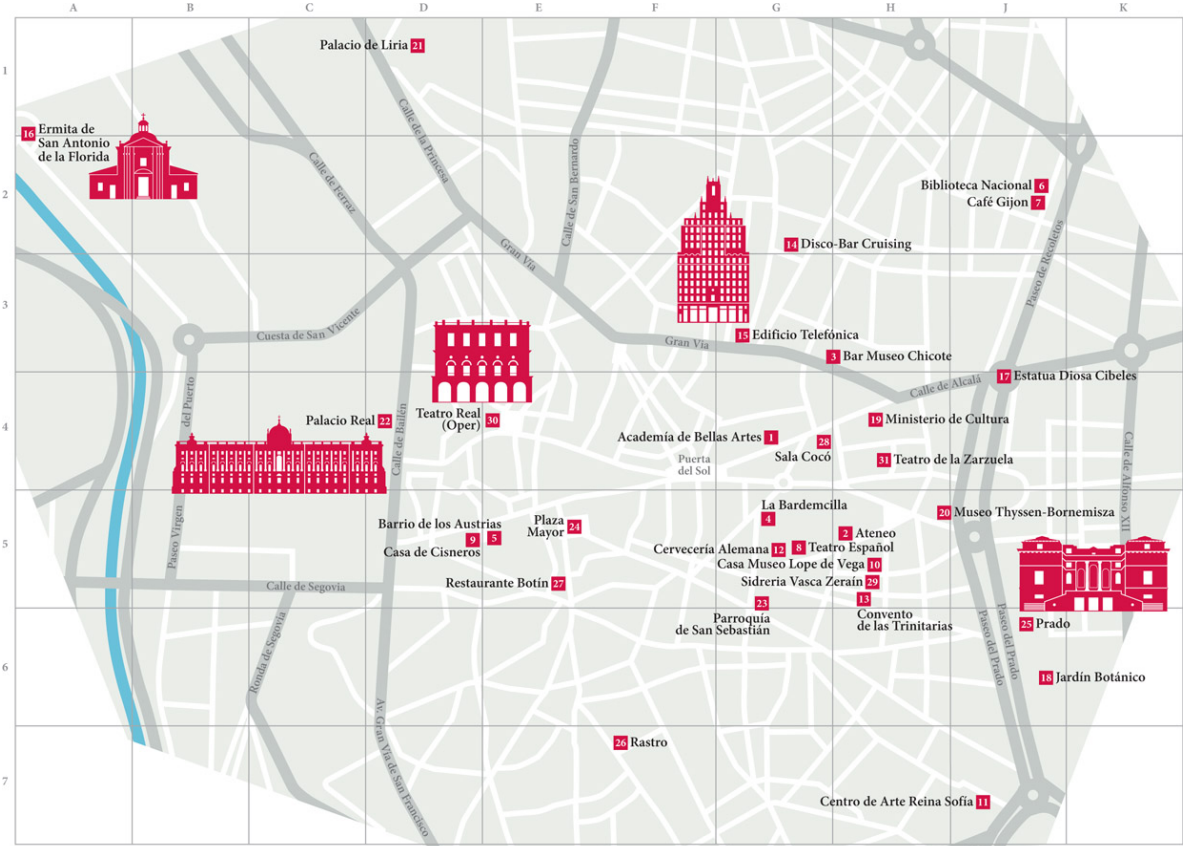 A B C D E F G H J K
1
2
3
4
5
6
7
Palacio de Liria 21
16 Ermita de
San Antonio
de la Florida
Calle de la Princesa
Calle de Ferraz
Calle de San Bernardo
Biblioteca Nacional 6
Café Gijon 7
14 Disco-Bar Cruising
Gran Vía
Paseo de Recoletos
Cuesta de San Vicente
15 Edificio Telefónica
Gran Vía
3 Bar Museo Chicote
17 Estatua Diosa Cibeles
Calle de Alcalá
Paseo Virgen del Puerto
Palacio Real 22
Calle de Bailén
Teatro Real
(Oper) 30
19 Ministerio de Cultura
Academía de Bellas Artes 1
28
Sala Cocó
Puerta
del Sol
31 Teatro de la Zarzuela
Calle de Alfonso XII
La Bardemcilla
4
20 Museo Thyssen-Bornemisza
Barrio de los Austrias
9 5
Casa de Cisneros
Plaza
Mayor 24
2 Ateneo
Cervecería Alemana 12
8 Teatro Español
Casa Museo Lope de Vega 10
Sidreria Vasca Zeraín 29
Restaurante Botín 27
Calle de Segovia
23
Parroquía
de San Sebastián
13
Convento
de las Trinitarias
25 Prado
Paseo del Prado
Paseo del Prado
Ronda de Segovia
18 Jardín Botánico
Av. Gran Vía de San Francisco
26 Rastro
Centro de Arte Reina Sofía 11